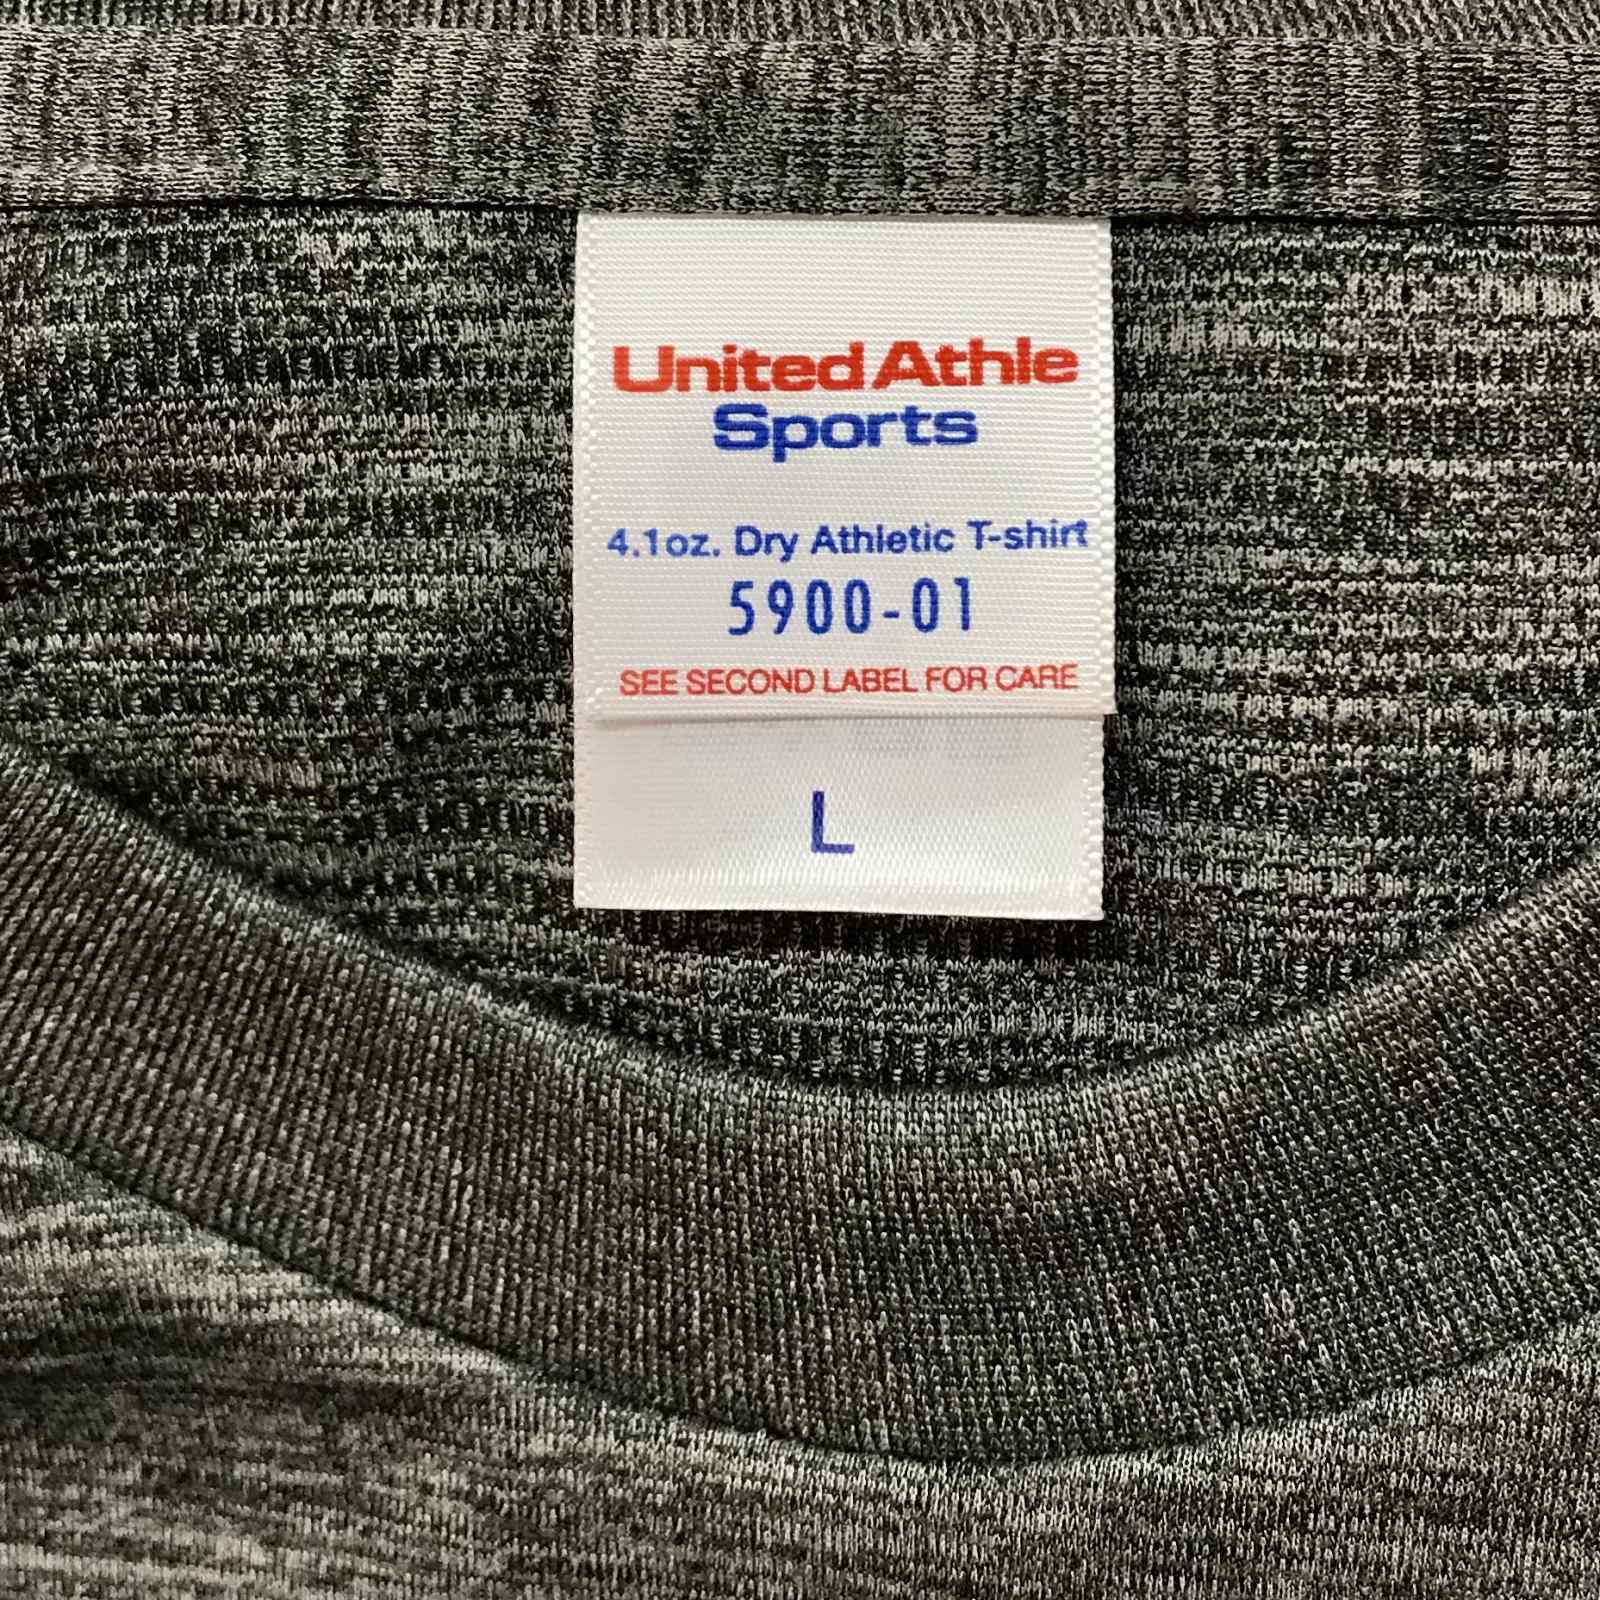 United Athle
Sports
4.1oz. Dry Athletic T-shirt
5900-01
SEE SECOND LABEL FOR CARE
L